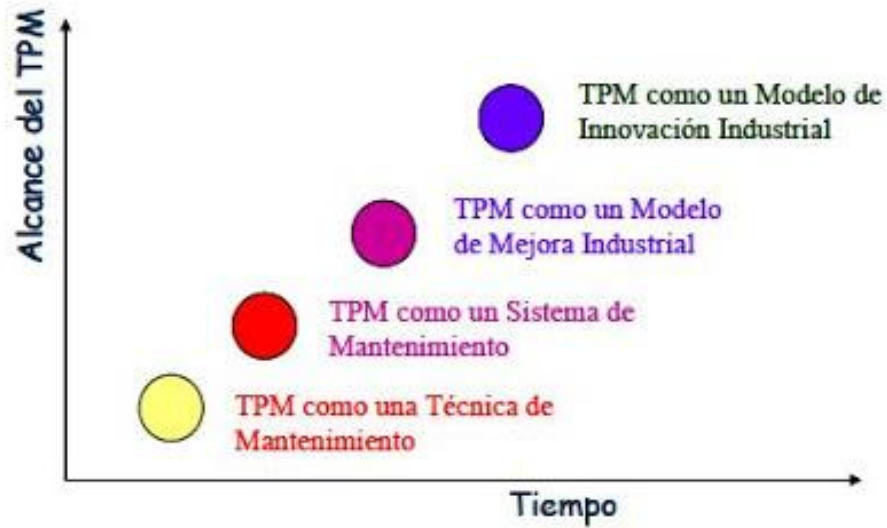 Alcance del TPM
TPM como un Modelo de
Innovación Industrial
TPM como un Modelo
de Mejora Industrial
TPM como un Sistema de
Mantenimiento
TPM como una Técnica de
Mantenimiento
Tiempo